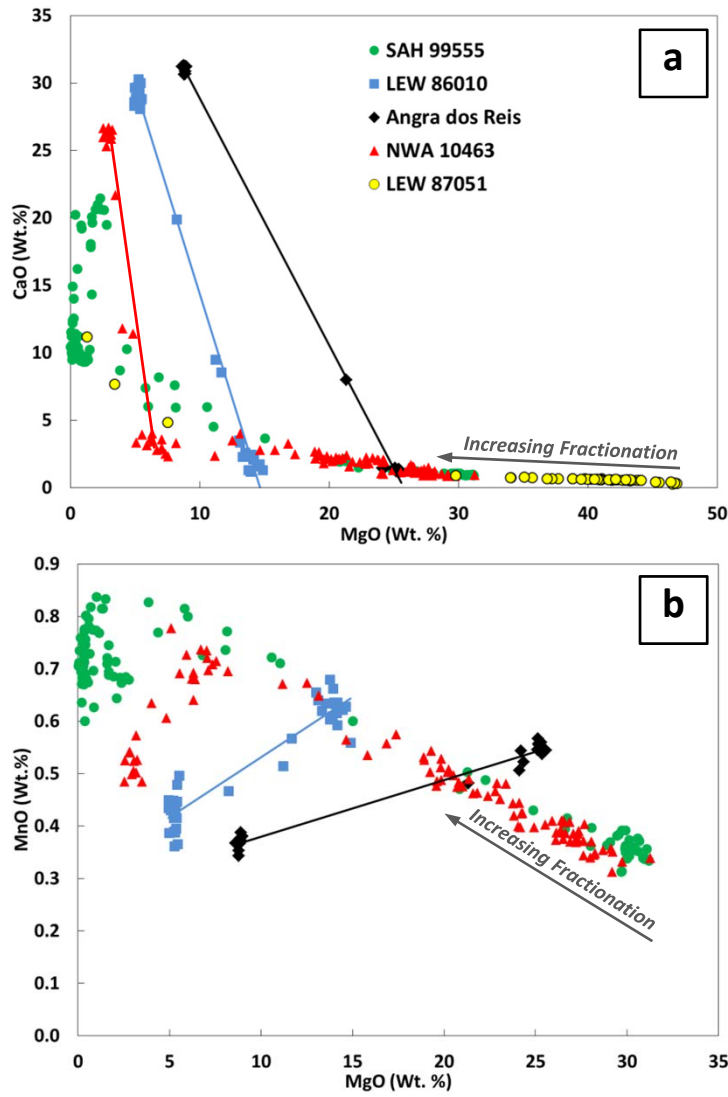 35
30
25
20
15
10
5
0
CaO (Wt.%)
SAH 99555
LEW 86010
Angra dos Reis
NWA 10463
LEW 87051
a
Increasing Fractionation
0 10 20 30 40 50
MgO (Wt. %)
0.9
0.8
0.7
0.6
0.5
0.4
0.3
0.2
0.1
0.0
MnO (Wt.%)
b
Increasing Fractionation
0 5 10 15 20 25 30 35
MgO (Wt. %)